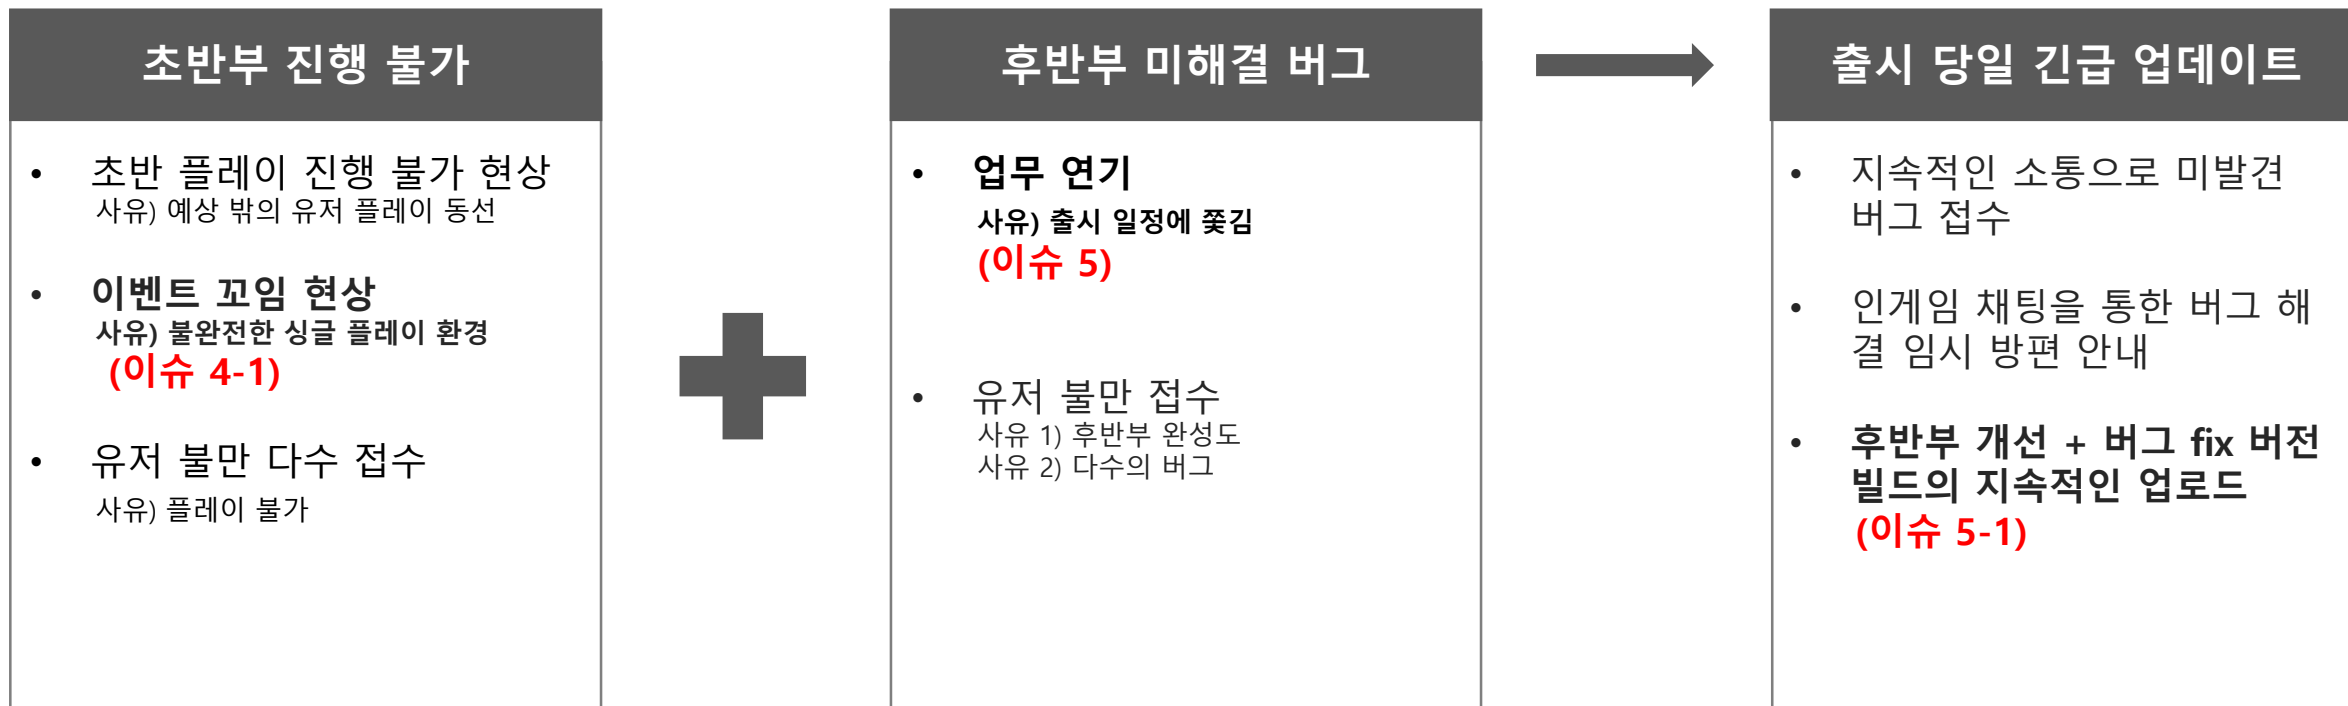 초반부 진행 불가
• 초반 플레이 진행 불가 현상
사유) 예상 밖의 유저 플레이 동선
• 이벤트 꼬임 현상
사유) 불완전한 싱글 플레이 환경
(이슈 4-1)
• 유저 불만 다수 접수
사유) 플레이 불가
후반부 미해결 버그
• 업무 연기
사유) 출시 일정에 쫓김
(이슈 5)
• 유저 불만 접수
사유 1) 후반부 완성도
사유 2) 다수의 버그
출시 당일 긴급 업데이트
• 지속적인 소통으로 미발견
버그 접수
• 인게임 채팅을 통한 버그 해
결 임시 방편 안내
• 후반부 개선 + 버그 fix 버전
빌드의 지속적인 업로드
(이슈 5-1)